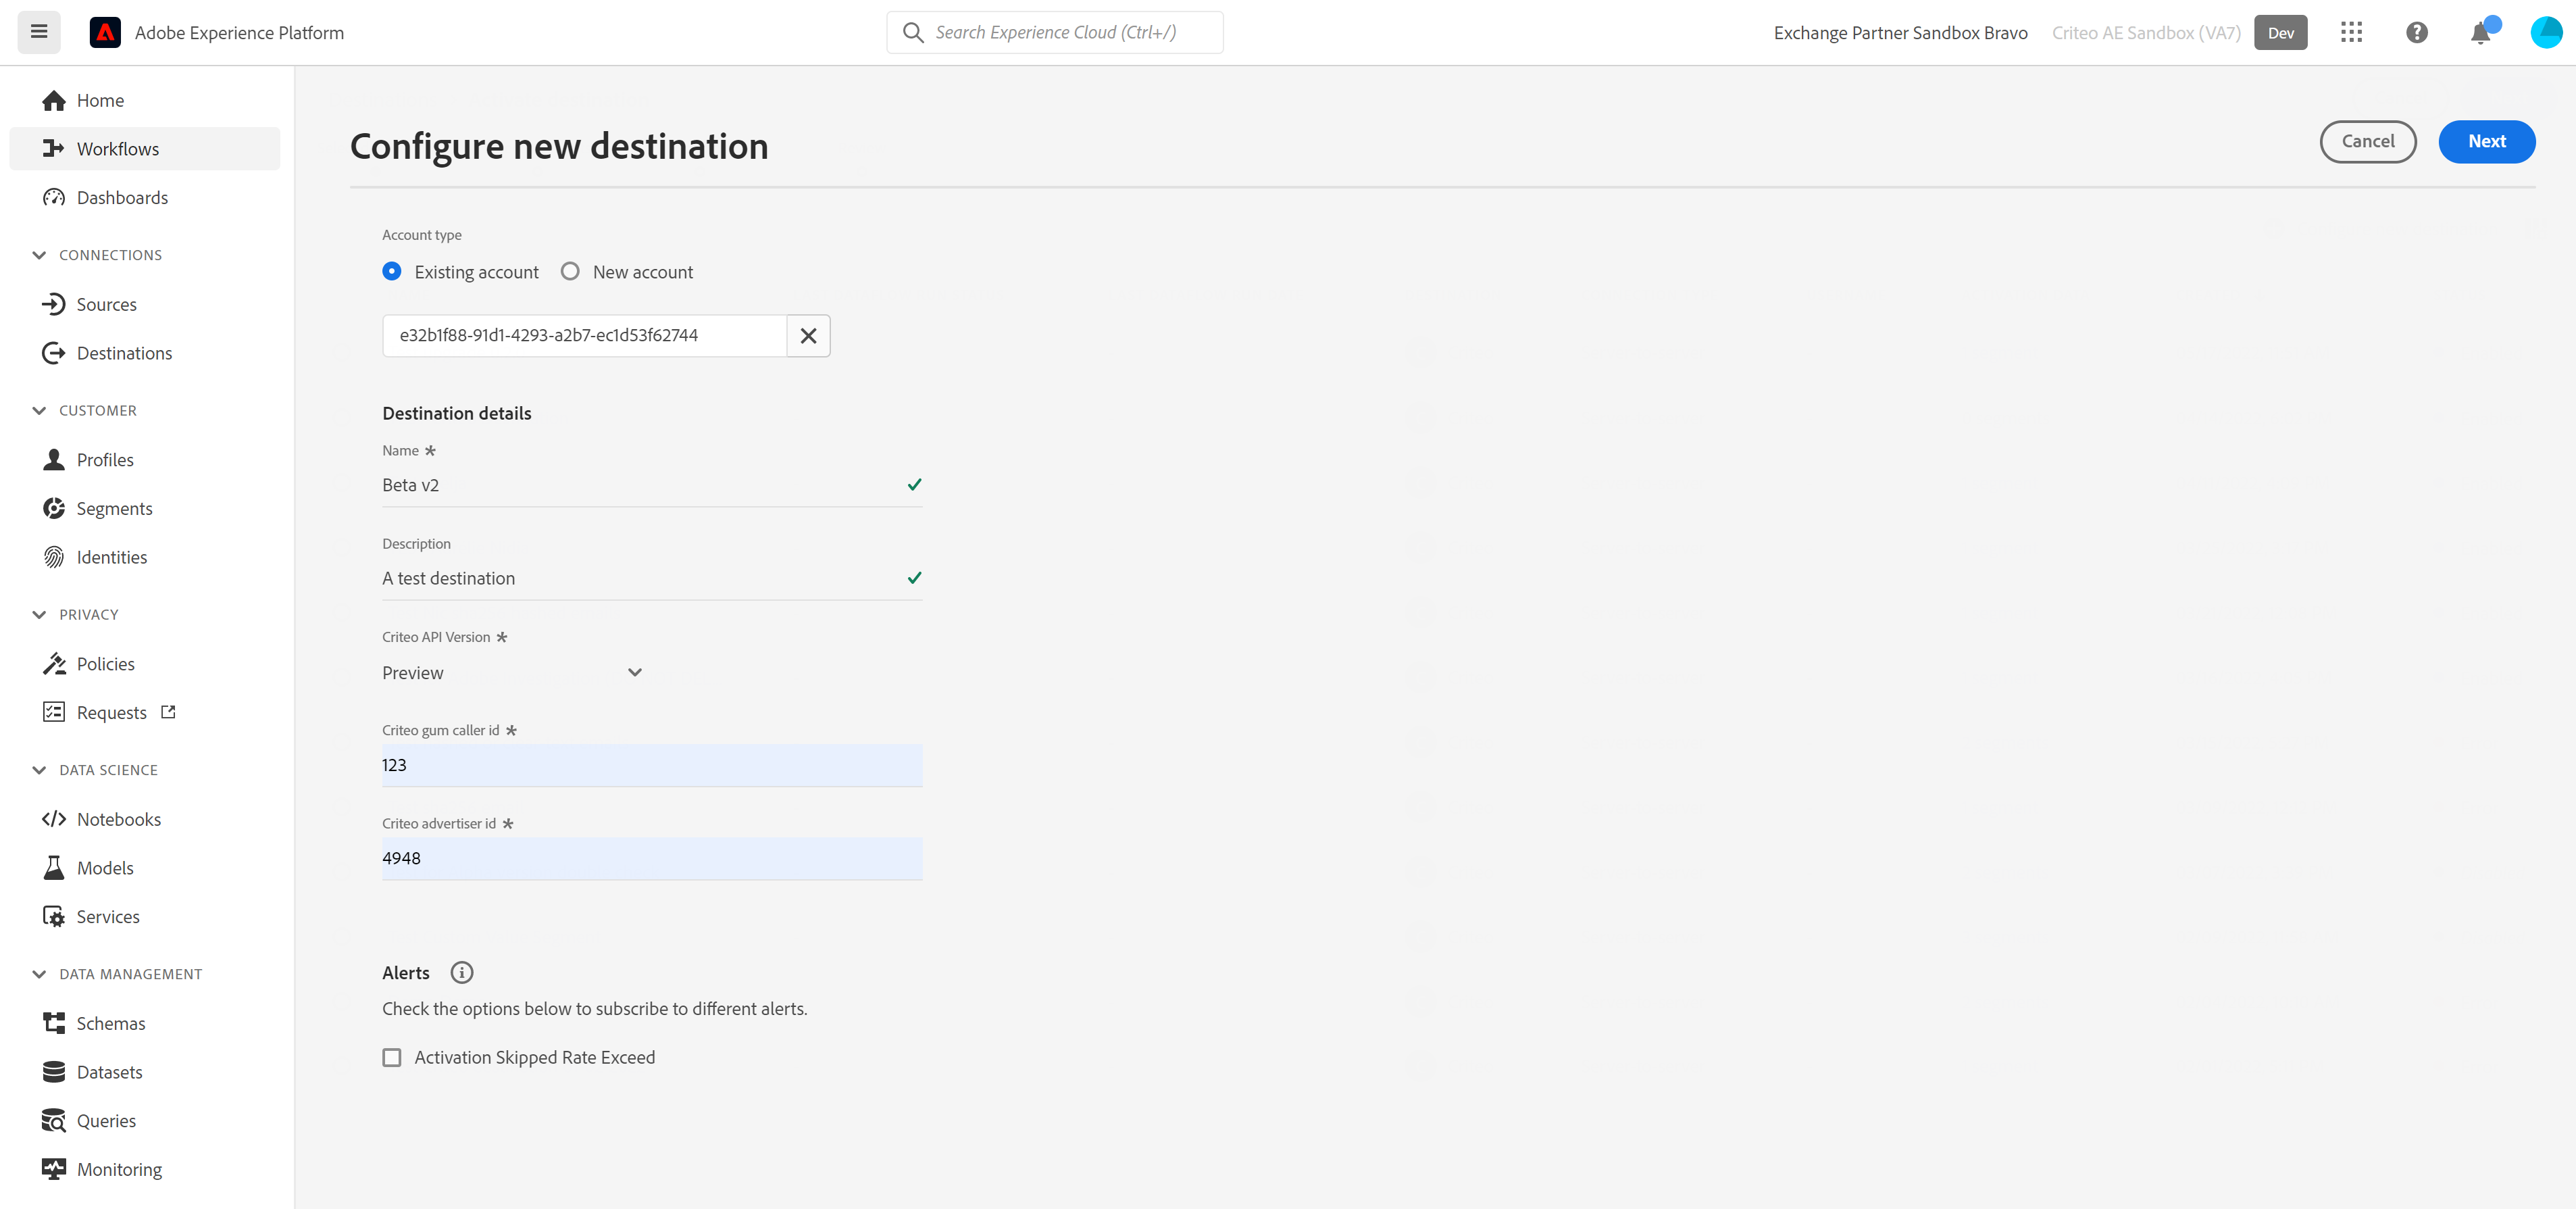 Adobe Experience Platform
Search Experience Cloud (Ctrl+/)
Exchange Partner Sandbox Bravo
Criteo AE Sandbox (VA7)
Dev
Home
Workflows
Dashboards
CONNECTIONS
Sources
Destinations
CUSTOMER
Profiles
Segments
Identities
PRIVACY
Policies
Requests
DATA SCIENCE
Notebooks
Models
Services
DATA MANAGEMENT
Schemas
Datasets
Queries
Monitoring
Configure new destination
Cancel
Next
Account type
Existing account
New account
e32b1f88-91d1-4293-a2b7-ec1d53f62744
Destination details
Name *
Beta v2
Description
A test destination
Criteo API Version *
Preview
Criteo gum caller id *
123
Criteo advertiser id *
4948
Alerts
Check the options below to subscribe to different alerts.
Activation Skipped Rate Exceed